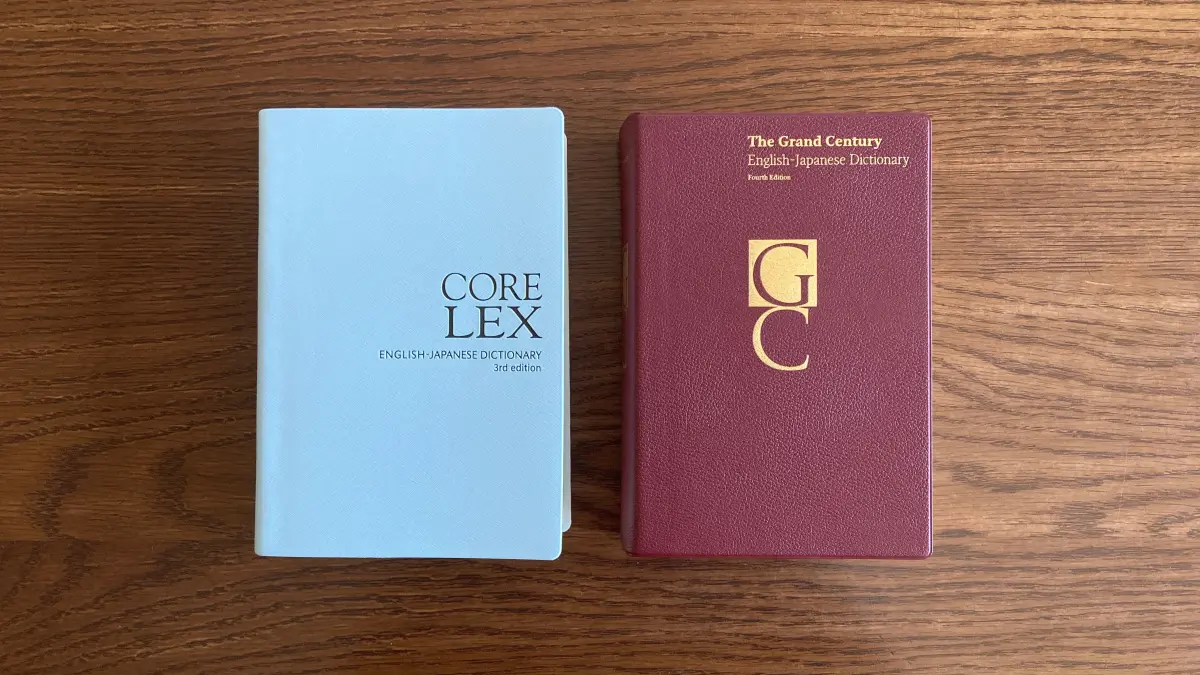 CORE
LEX
ENGLISH-JAPANESE DICTIONARY
3rd edition
The Grand Century
English-Japanese Dictionary
Fourth Edition
G
C